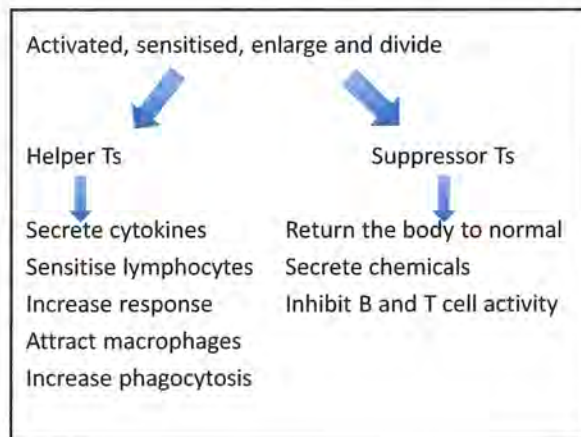 Activated, sensitised, enlarge and divide
Helper Ts
Suppressor Ts
Secrete cytokines
Sensitise lymphocytes
Increase response
Attract macrophages
Increase phagocytosis
Return the body to normal
Secrete chemicals
Inhibit B and T cell activity